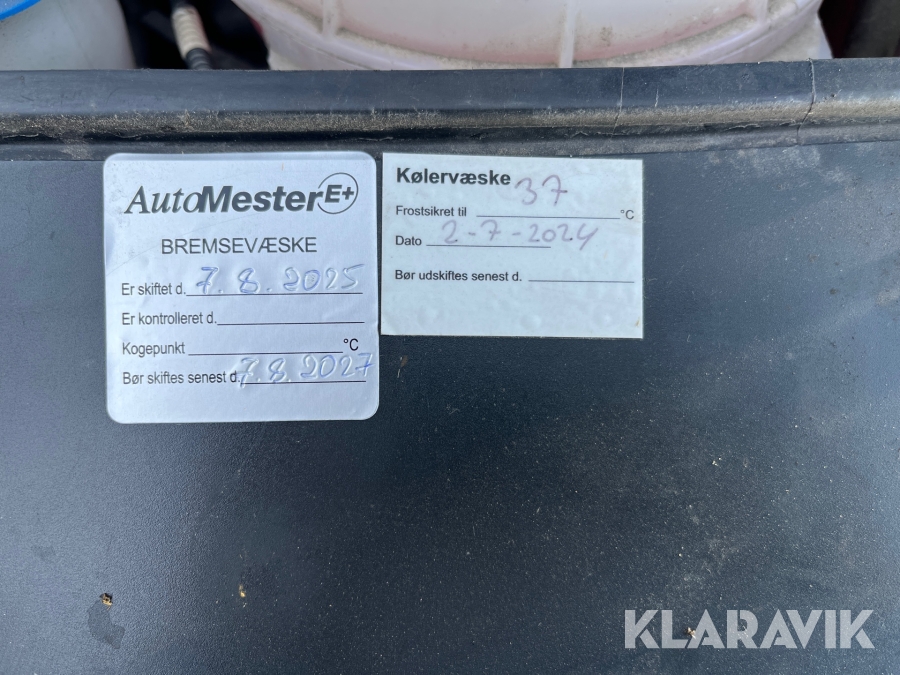 AutoMester E+
BREMSEVÆSKE
Er skiftet d. 7.8.2025
Er kontrolleret d.
Kogepunkt °C
Bør skiftes senest d. 7.8.2027
Kølervæske
Frostsikret til 37 °C
Dato 2-7-2024
Bør udskiftes senest d.
KLARAVIK